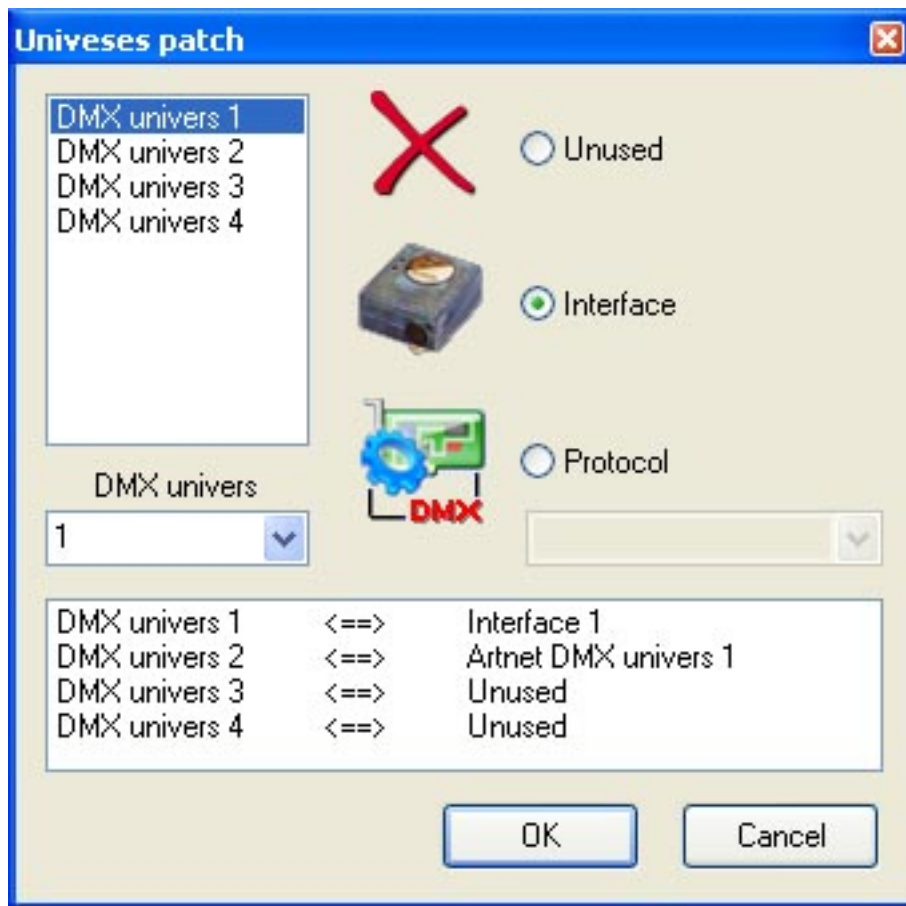 Univeses patch
DMX univers 1
DMX univers 2
DMX univers 3
DMX univers 4
Unused
Interface
DMX
Protocol
DMX univers
1
DMX univers 1 <==> Interface 1
DMX univers 2 <==> Artnet DMX univers 1
DMX univers 3 <==> Unused
DMX univers 4 <==> Unused
OK
Cancel